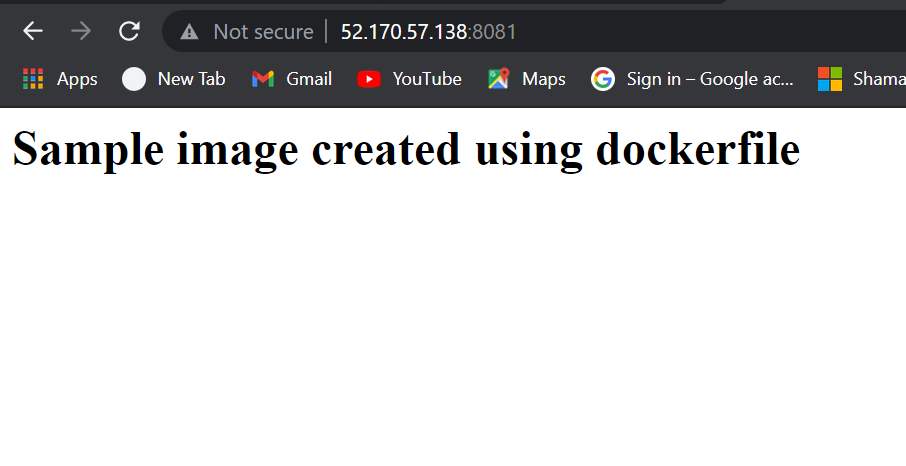 Not secure 52.170.57.138:8081
Apps New Tab Gmail YouTube Maps Sign in – Google ac... Shama
Sample image created using dockerfile